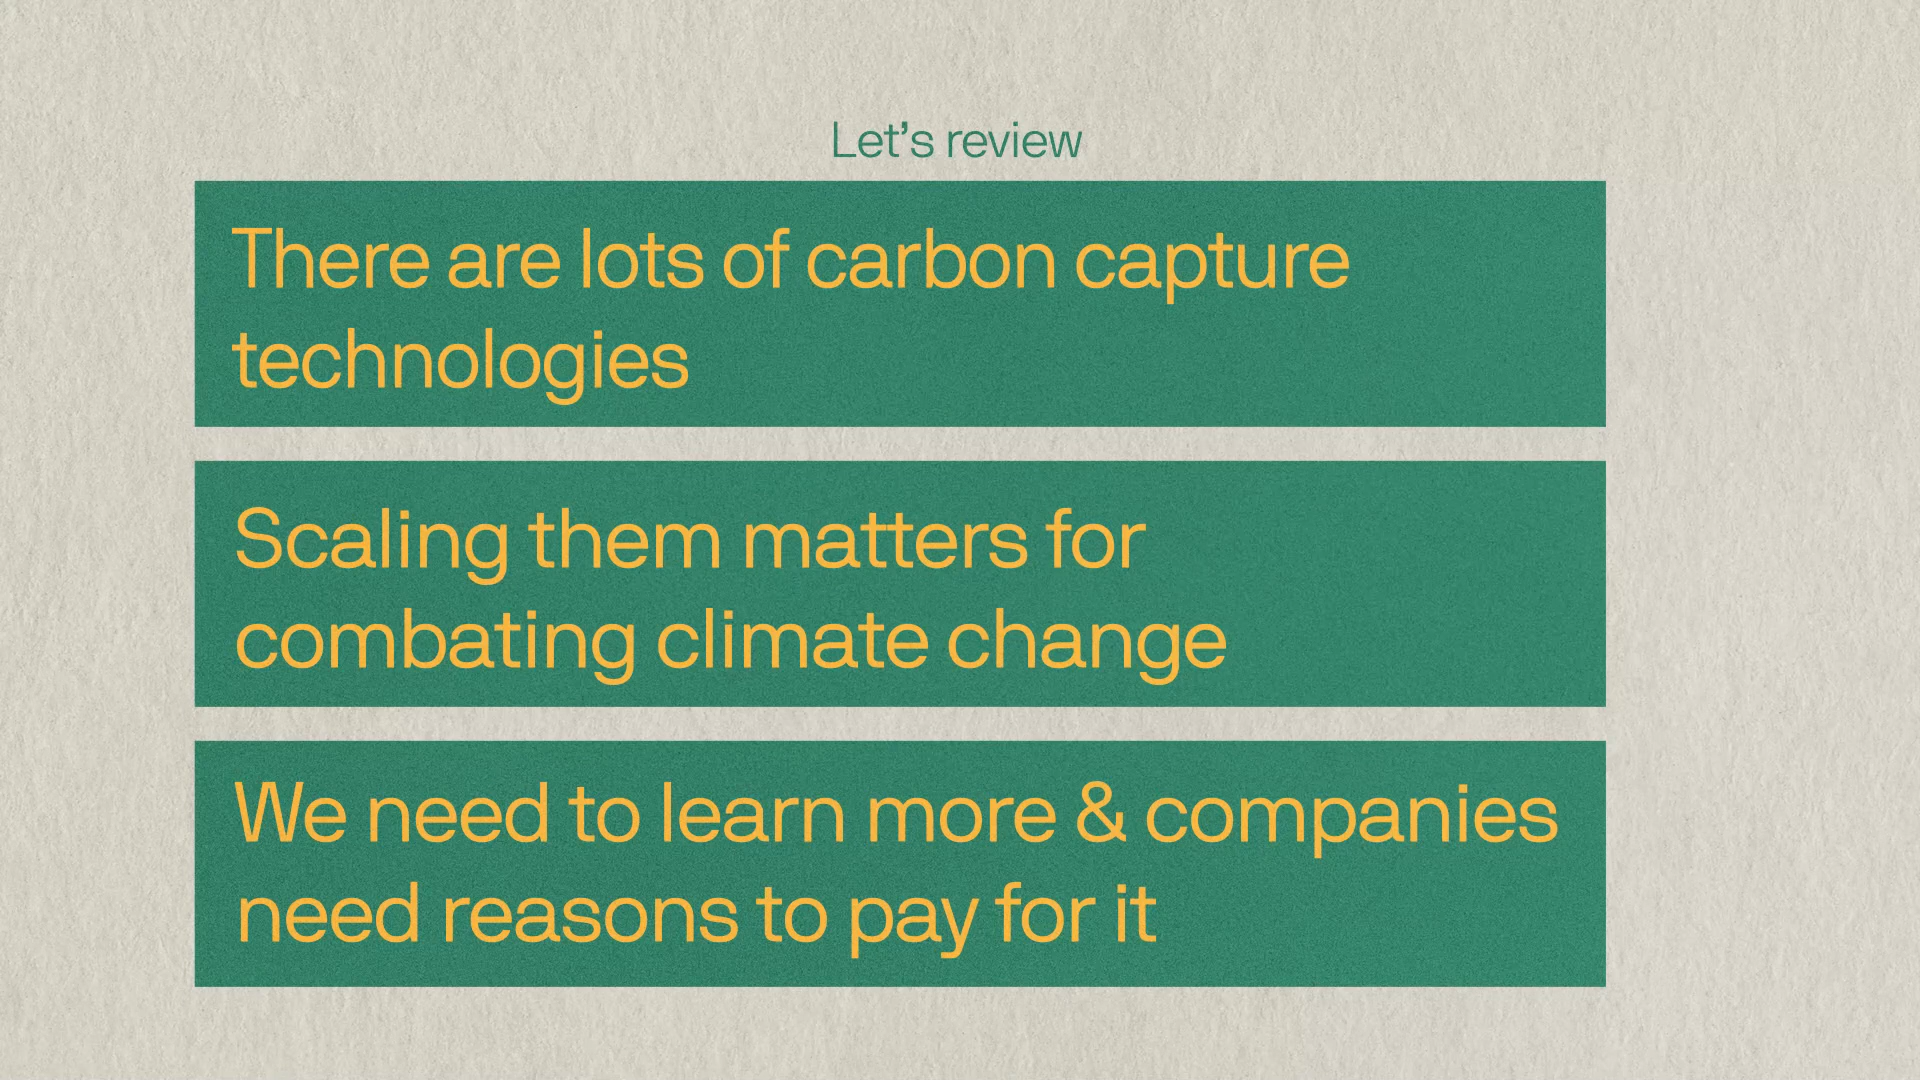 Let’s review
There are lots of carbon capture
technologies
Scaling them matters for
combating climate change
We need to learn more & companies
need reasons to pay for it